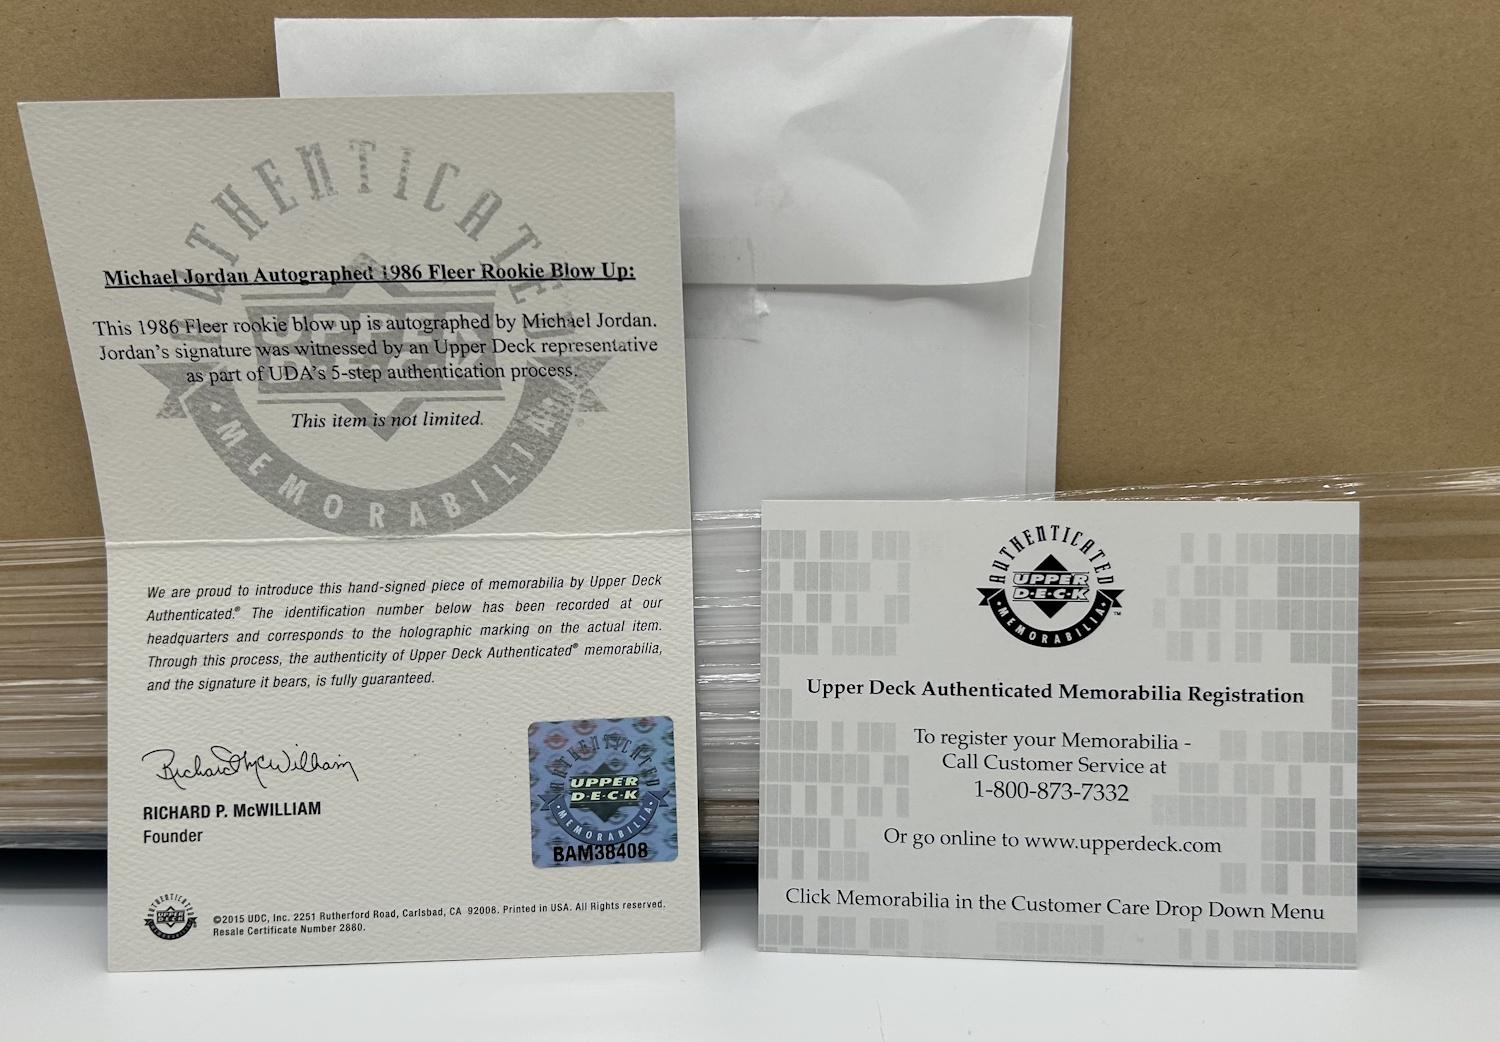 AUTHENTICATED
UPPER
DECK
MEMORABILIA
Michael Jordan Autographed 1986 Fleer Rookie Blow Up:
This 1986 Fleer rookie blow up is autographed by Michael Jordan.
Jordan's signature was witnessed by an Upper Deck representative
as part of UDA's 5-step authentication process.
This item is not limited.
We are proud to introduce this hand-signed piece of memorabilia by Upper Deck
Authenticated.® The identification number below has been recorded at our
headquarters and corresponds to the holographic marking on the actual item.
Through this process, the authenticity of Upper Deck Authenticated® memorabilia,
and the signature it bears, is fully guaranteed.
Richard McWilliam
RICHARD P. McWILLIAM
Founder
AUTHENTICATED
UPPER
D·E·C·K
·MEMORABILIA·
BAM38408
AUTHENTICATED
UPPER
DECK
MEMORABILIA
©2015 UDC, Inc. 2251 Rutherford Road, Carlsbad, CA 92008. Printed in USA. All Rights reserved.
Resale Certificate Number 2880.
AUTHENTICATED
UPPER
D·E·C·K
·MEMORABILIA·™
Upper Deck Authenticated Memorabilia Registration
To register your Memorabilia -
Call Customer Service at
1-800-873-7332
Or go online to www.upperdeck.com
Click Memorabilia in the Customer Care Drop Down Menu